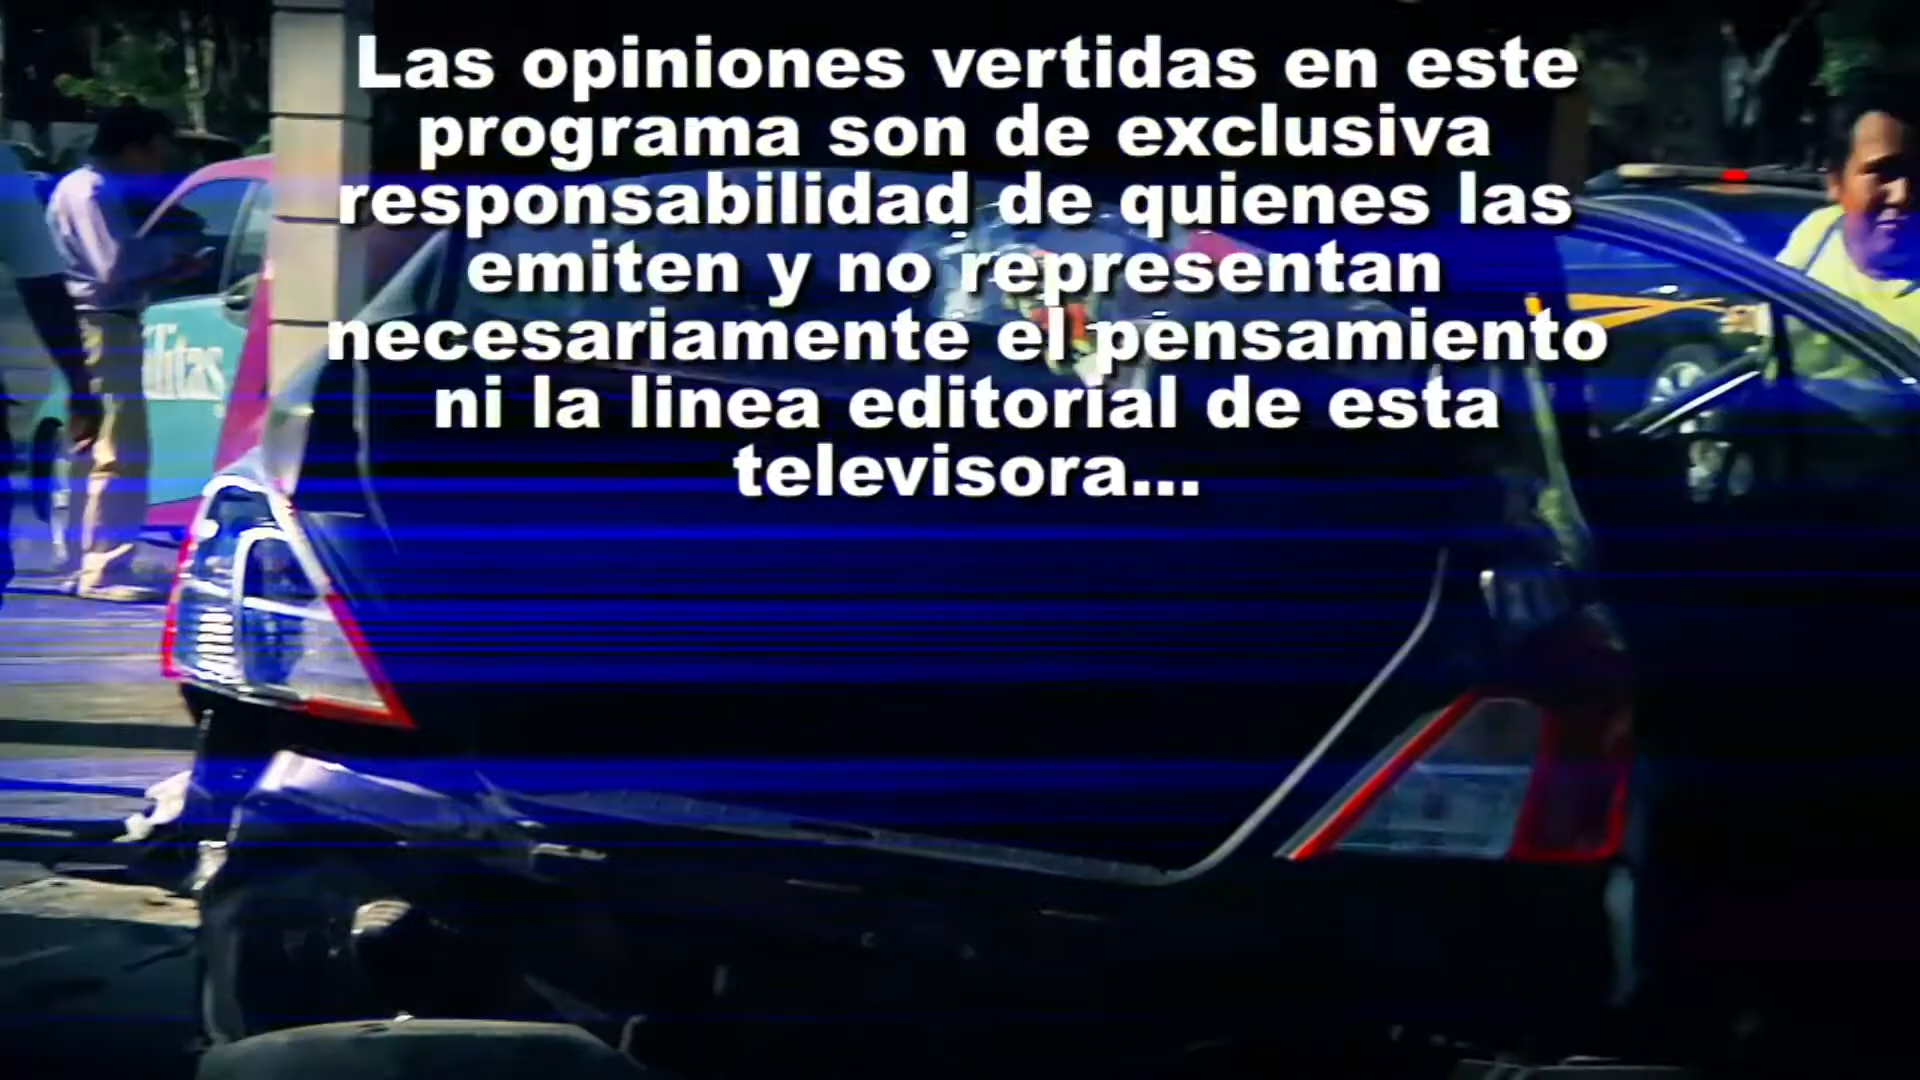 Las opiniones vertidas en este
programa son de exclusiva
responsabilidad de quienes las
emiten y no representan
necesariamente el pensamiento
ni la linea editorial de esta
televisora...